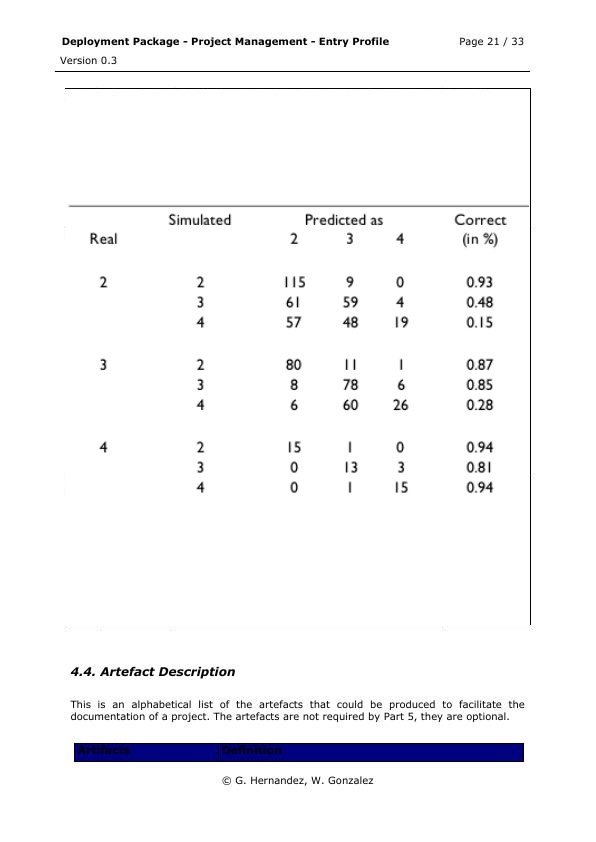 Deployment Package - Project Management - Entry Profile Page 21 / 33
Version 0.3
Simulated Predicted as Correct
Real 2 3 4 (in %)
2 2 115 9 0 0.93
3 61 59 4 0.48
4 57 48 19 0.15
3 2 80 11 1 0.87
3 8 78 6 0.85
4 6 60 26 0.28
4 2 15 1 0 0.94
3 0 13 3 0.81
4 0 1 15 0.94
4.4. Artefact Description
This is an alphabetical list of the artefacts that could be produced to facilitate the
documentation of a project. The artefacts are not required by Part 5, they are optional.
Artifacts Definition
© G. Hernandez, W. Gonzalez